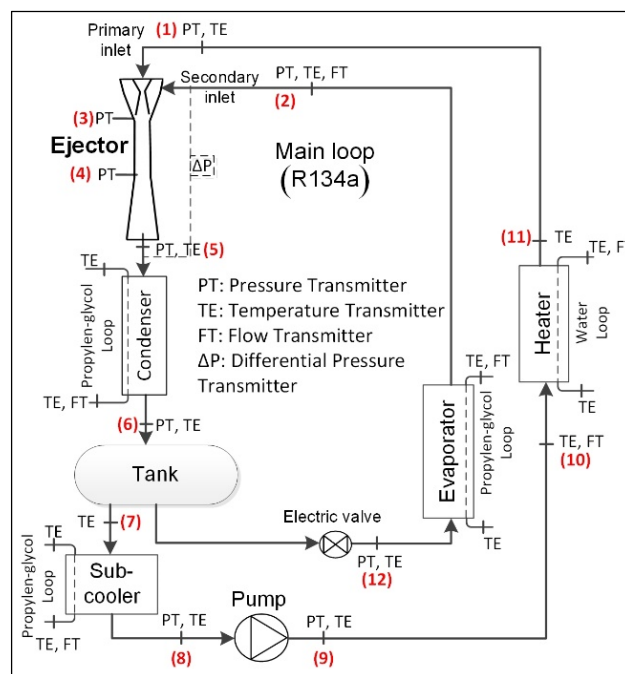 (1) PT, TE
Primary
inlet
PT, TE, FT
Secondary
inlet
(2)
(3) PT
Ejector
(4) PT
ΔP
Main loop
(R134a)
PT, TE (5)
(11) TE
TE, F
TE
Propylen-glycol
Loop
Condenser
TE, FT
PT: Pressure Transmitter
TE: Temperature Transmitter
FT: Flow Transmitter
ΔP: Differential Pressure
Transmitter
Heater
Water
Loop
TE
TE, FT
Evaporator
Propylen-glycol
Loop
TE
(6) PT, TE
TE, FT
(10)
Tank
TE (7)
Electric valve
PT, TE
(12)
TE
Propylen-glycol
Loop
Sub-
cooler
TE, FT
Pump
PT, TE
(8)
PT, TE
(9)